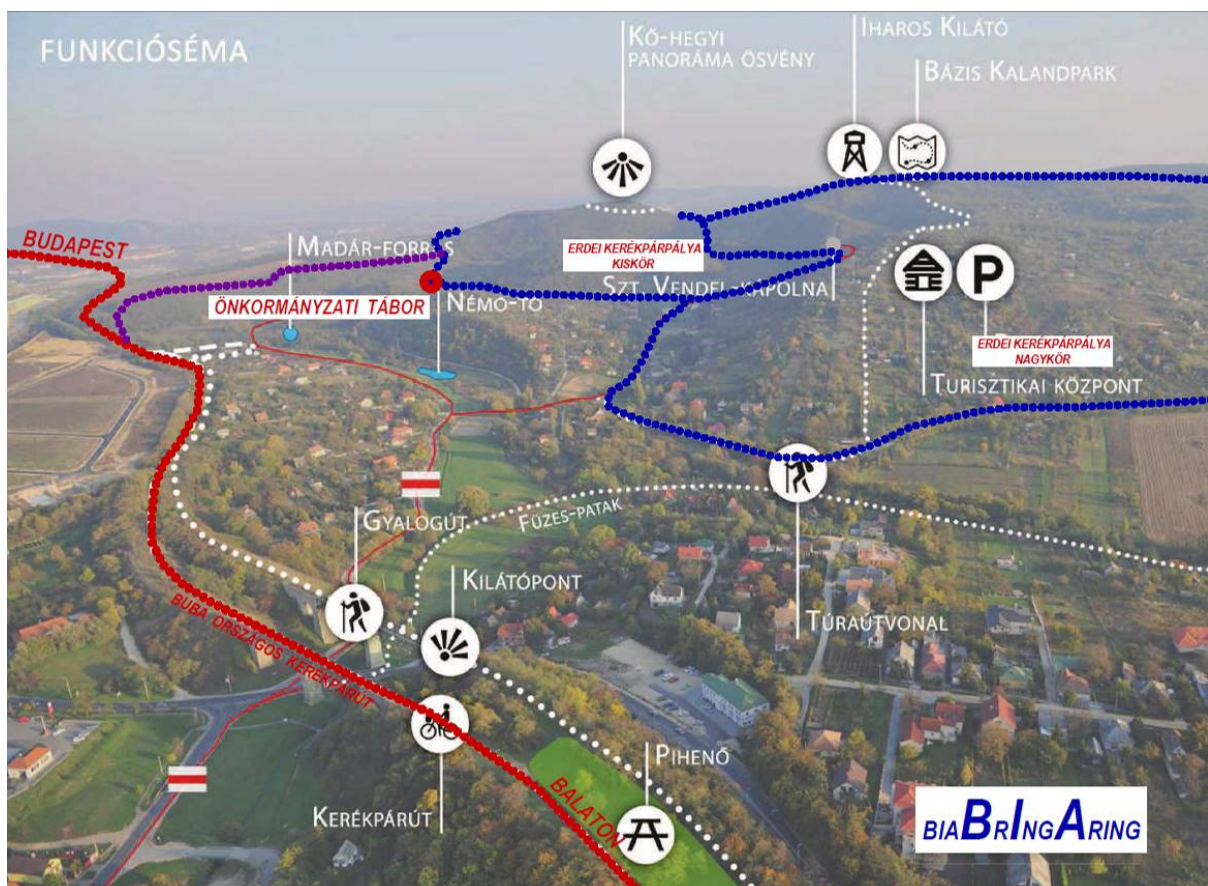 FUNKCIÓSÉMA
KŐ-HEGYI
PANORÁMA ÖSVÉNY
IHAROS KILÁTÓ
BÁZIS KALANDPARK
BUDAPEST
MADÁR-FORRÁS
ERDEI KERÉKPÁRPÁLYA
KISKÖR
ÖNKORMÁNYZATI TÁBOR
NÉMÓ-TÓ
SZT. VENDEL-KÁPOLNA
P
ERDEI KERÉKPÁRPÁLYA
NAGYKÖR
TURISZTIKAI KÖZPONT
GYALOGÚT
FÜZES-PATAK
KILÁTÓPONT
TÚRAÚTVONAL
BUBA ORSZÁGOS KERÉKPÁRÚT
KERÉKPÁRÚT
BALATON
PIHENŐ
BIABRINGARING